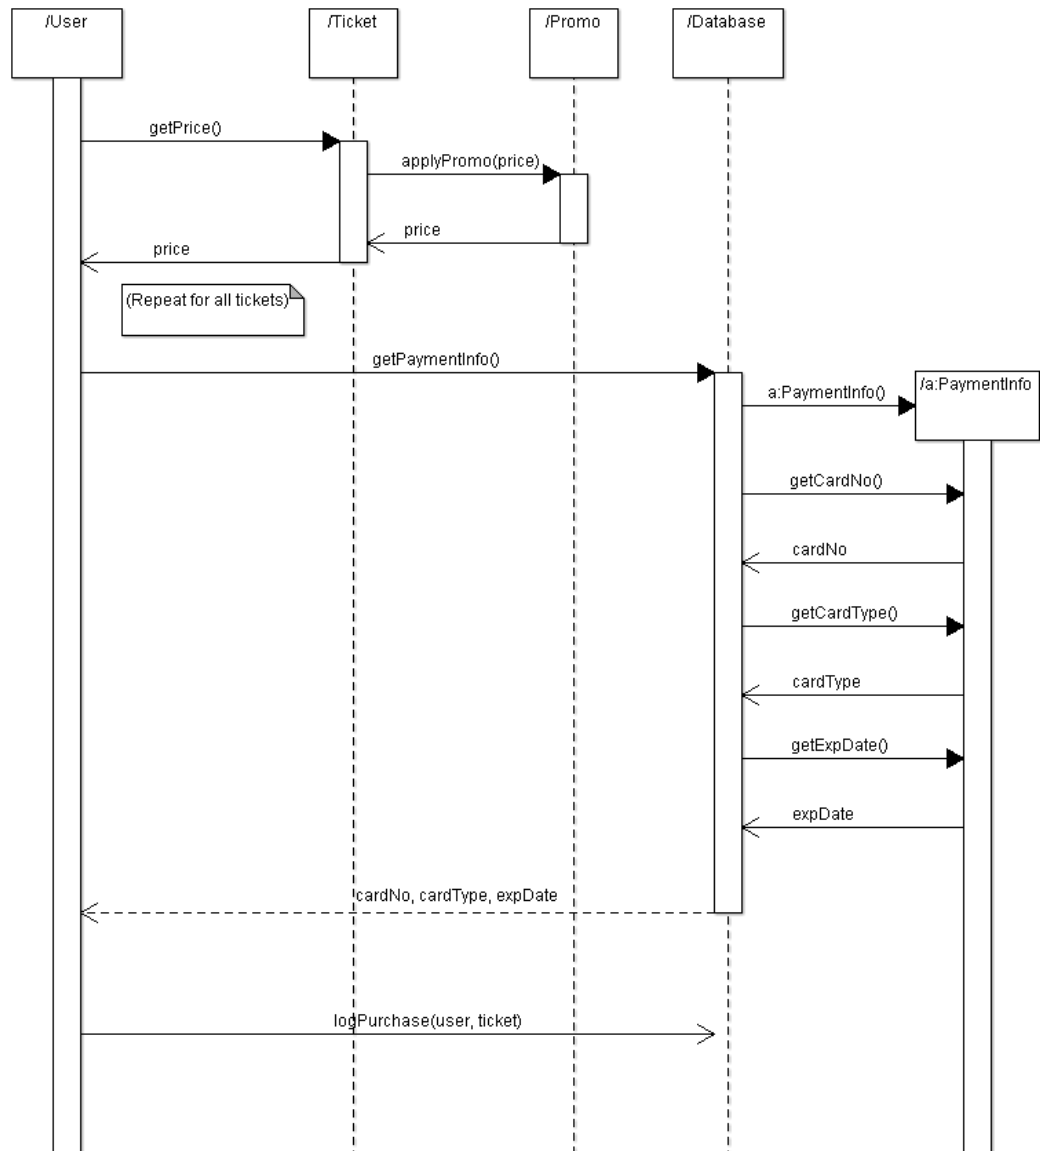 /User
/Ticket
/Promo
/Database
getPrice()
applyPromo(price)
price
price
(Repeat for all tickets)
getPaymentInfo()
/a:PaymentInfo
a:PaymentInfo()
getCardNo()
cardNo
getCardType()
cardType
getExpDate()
expDate
cardNo, cardType, expDate
logPurchase(user, ticket)